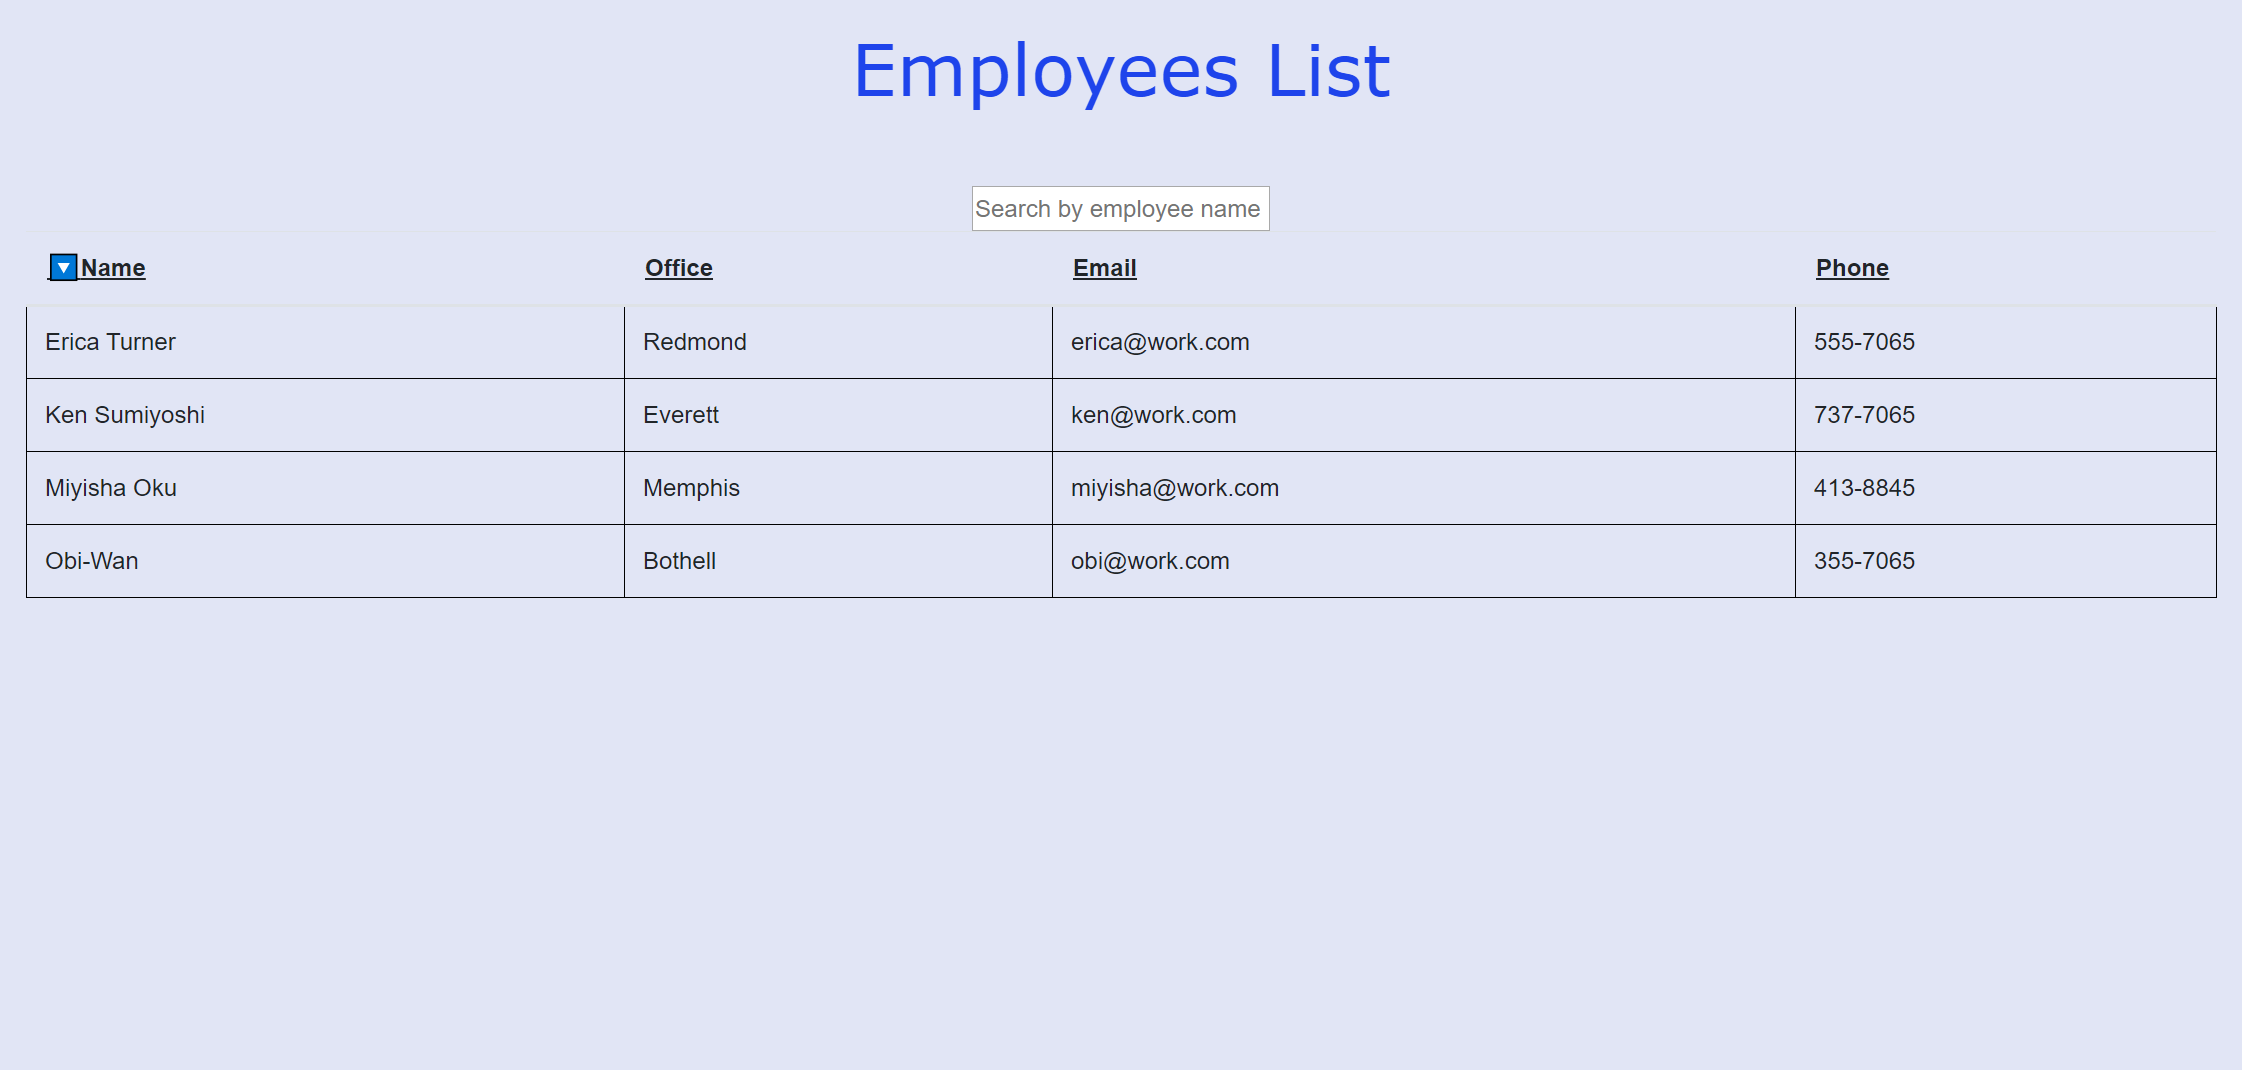 Employees List
Search by employee name
🔽Name Office Email Phone
Erica Turner Redmond erica@work.com 555-7065
Ken Sumiyoshi Everett ken@work.com 737-7065
Miyisha Oku Memphis miyisha@work.com 413-8845
Obi-Wan Bothell obi@work.com 355-7065